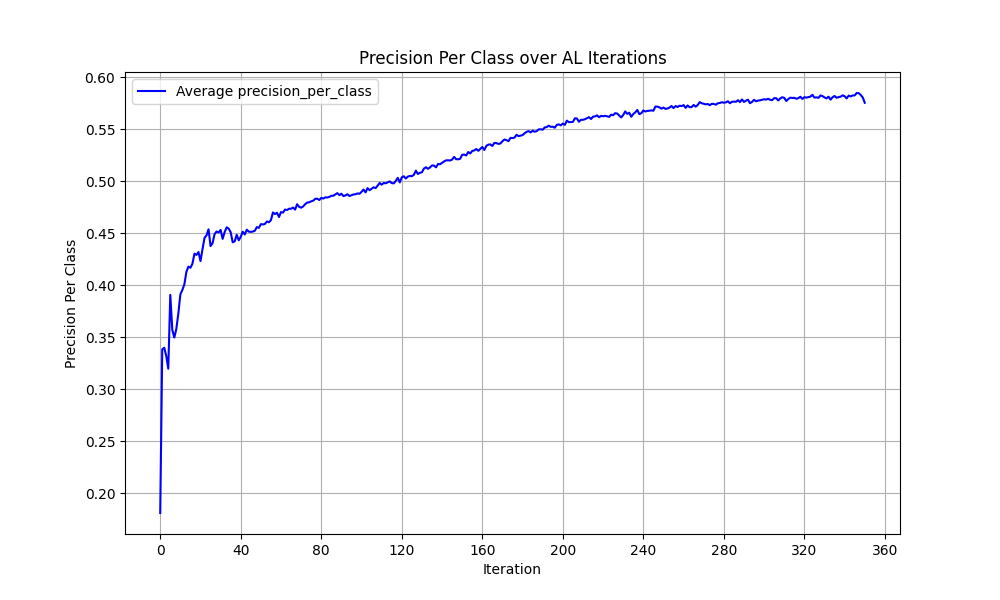 Precision Per Class over AL Iterations
Average precision_per_class
Precision Per Class
0.60
0.55
0.50
0.45
0.40
0.35
0.30
0.25
0.20
0 40 80 120 160 200 240 280 320 360
Iteration